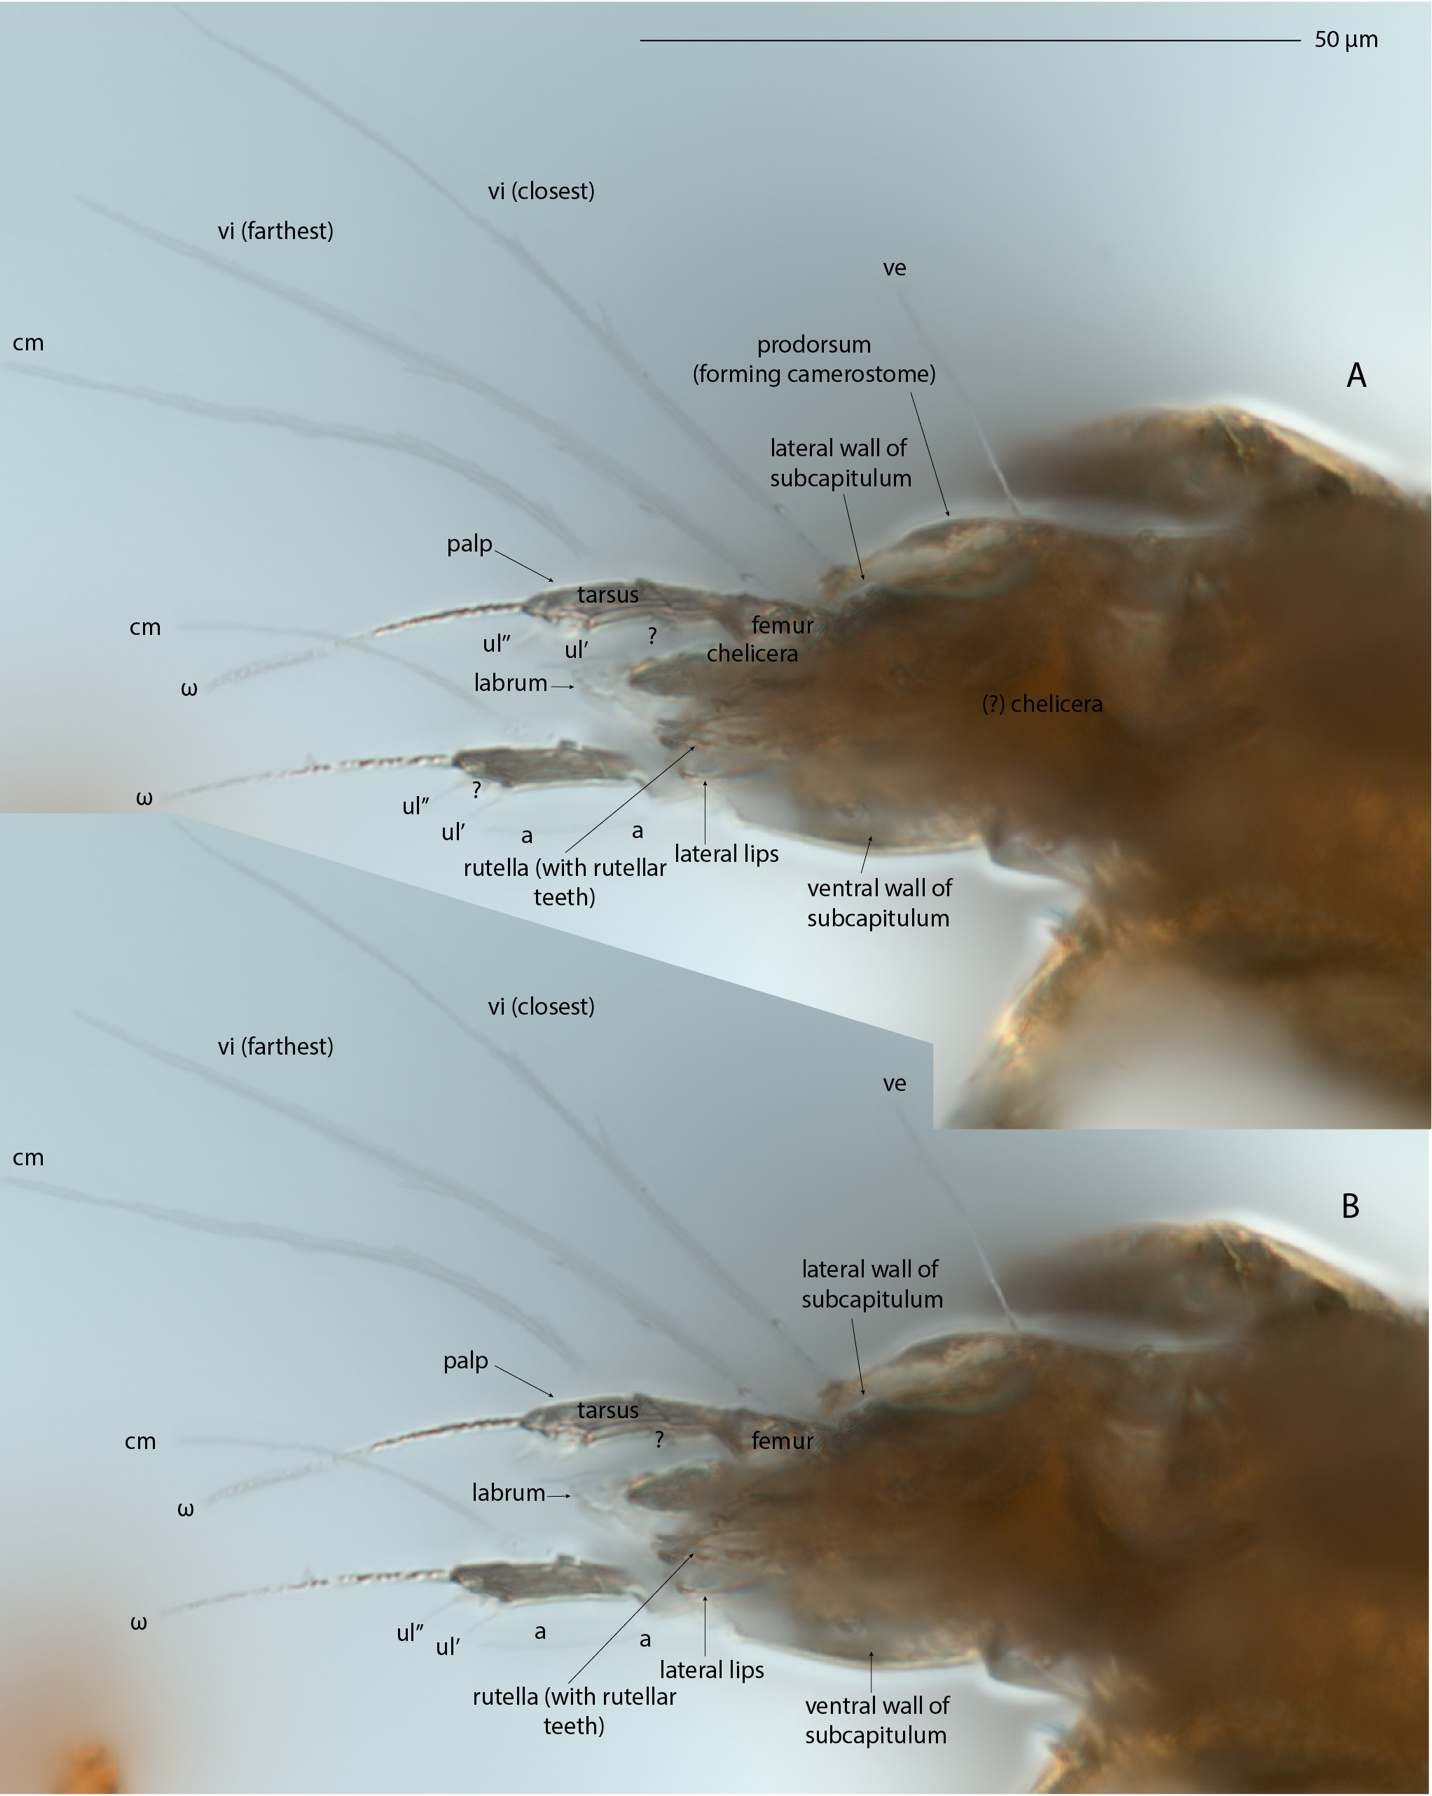 50 µm
vi (closest)
vi (farthest)
ve
cm
prodorsum
(forming camerostome)
A
lateral wall of
subcapitulum
palp
tarsus
cm
femur
ul″
ul′
?
chelicera
labrum
ω
(?) chelicera
ω
?
ul″
ul′
a
a
lateral lips
rutella (with rutellar
teeth)
ventral wall of
subcapitulum
vi (closest)
vi (farthest)
ve
cm
B
lateral wall of
subcapitulum
palp
tarsus
cm
?
femur
labrum
ω
ω
ul″
ul′
a
a
lateral lips
rutella (with rutellar
teeth)
ventral wall of
subcapitulum